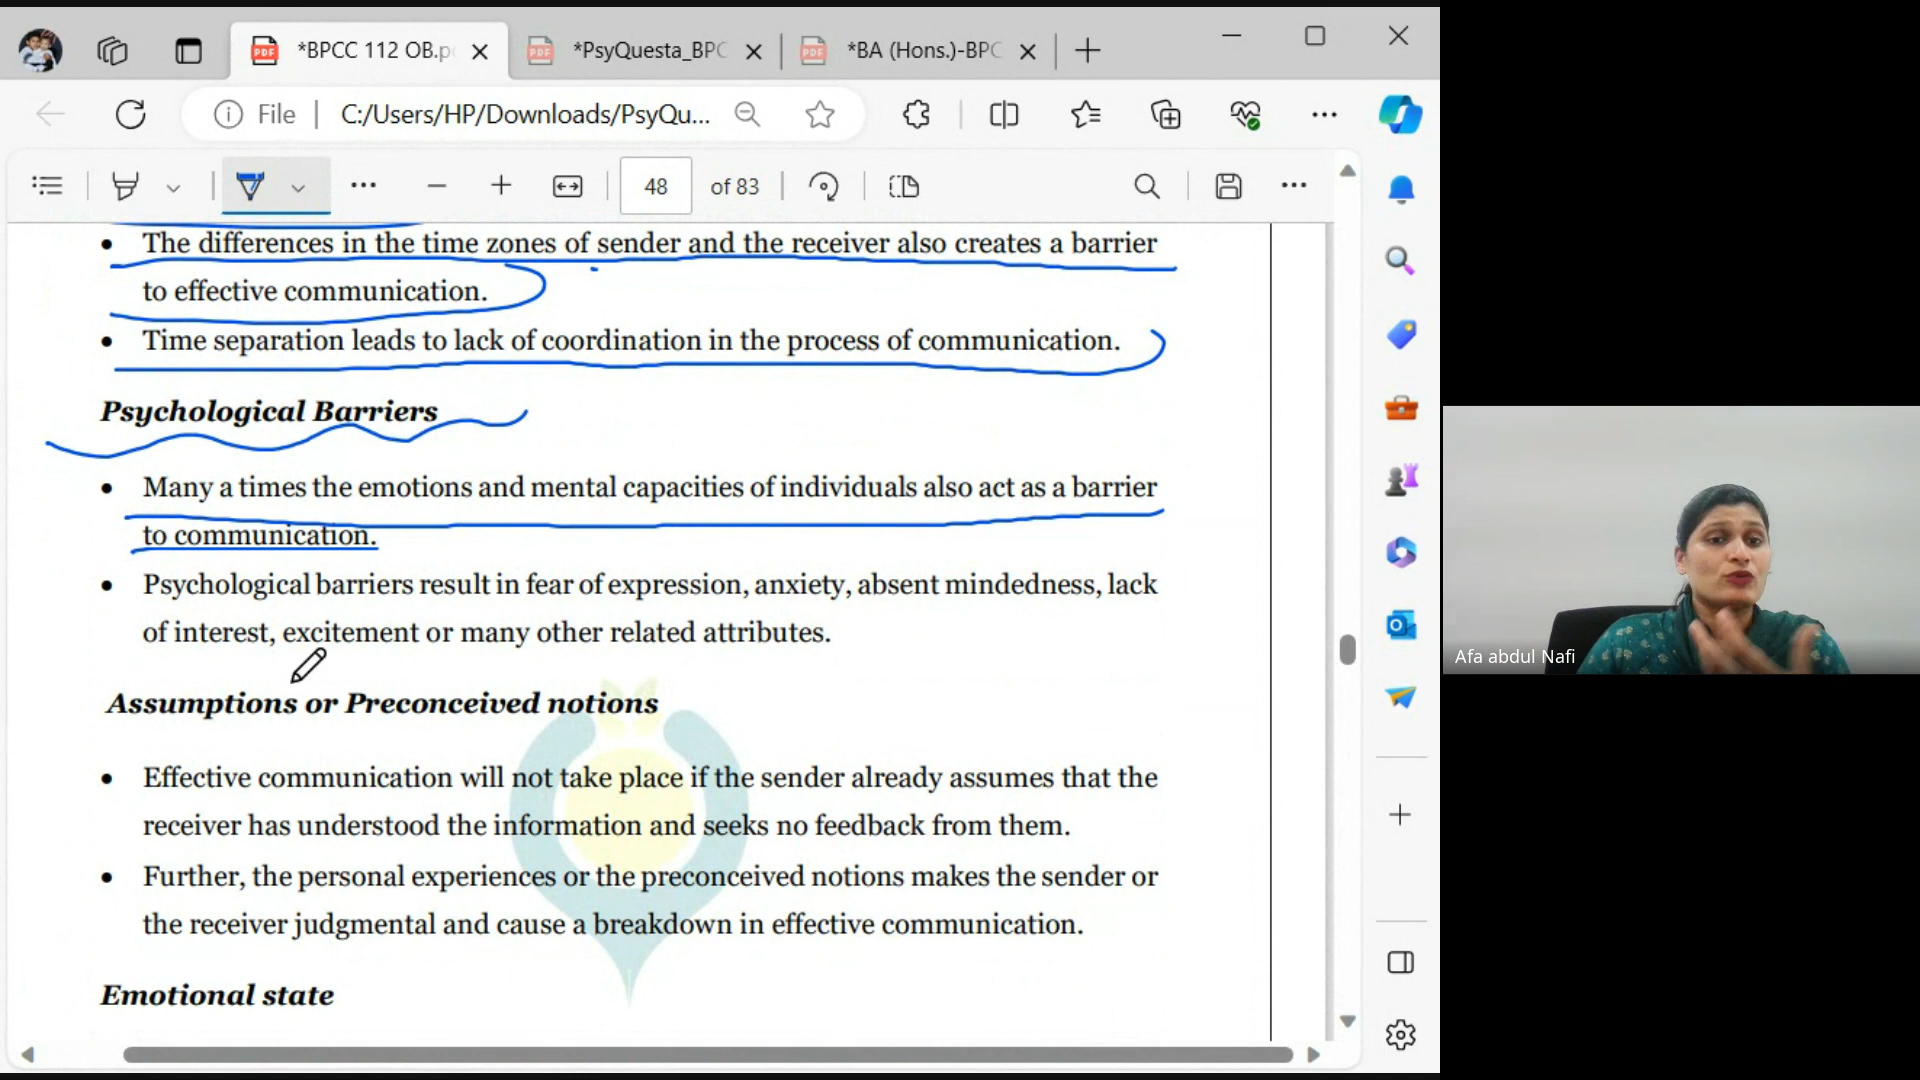 *BPCC 112 OB.p
*PsyQuesta_BPC
*BA (Hons.)-BPC
File
C:/Users/HP/Downloads/PsyQu...
48 of 83
• The differences in the time zones of sender and the receiver also creates a barrier
to effective communication.
• Time separation leads to lack of coordination in the process of communication.
Psychological Barriers
• Many a times the emotions and mental capacities of individuals also act as a barrier
to communication.
• Psychological barriers result in fear of expression, anxiety, absent mindedness, lack
of interest, excitement or many other related attributes.
Assumptions or Preconceived notions
• Effective communication will not take place if the sender already assumes that the
receiver has understood the information and seeks no feedback from them.
• Further, the personal experiences or the preconceived notions makes the sender or
the receiver judgmental and cause a breakdown in effective communication.
Emotional state
Afa abdul Nafi